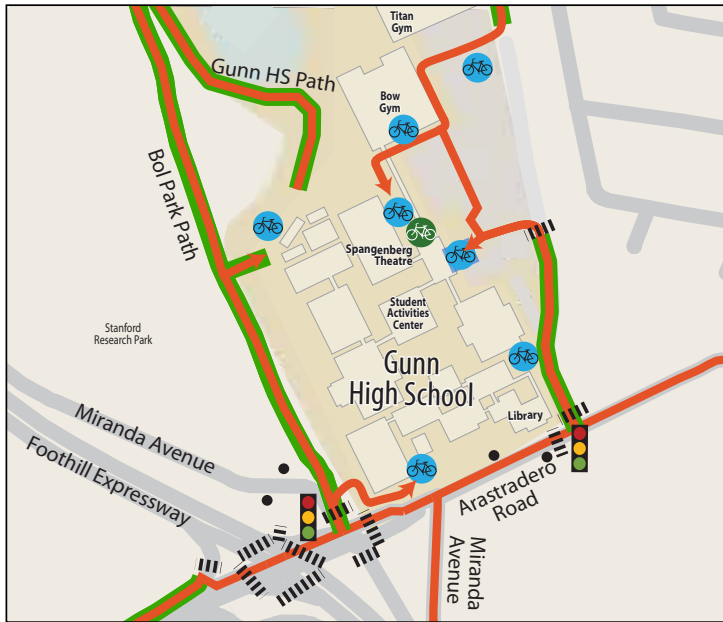 Titan
Gym
Gunn HS Path
Bow
Gym
Bol Park Path
Spangenberg
Theatre
Student
Activities
Center
Stanford
Research Park
Gunn
High School
Library
Miranda Avenue
Foothill Expressway
Arastradero
Road
Miranda
Avenue